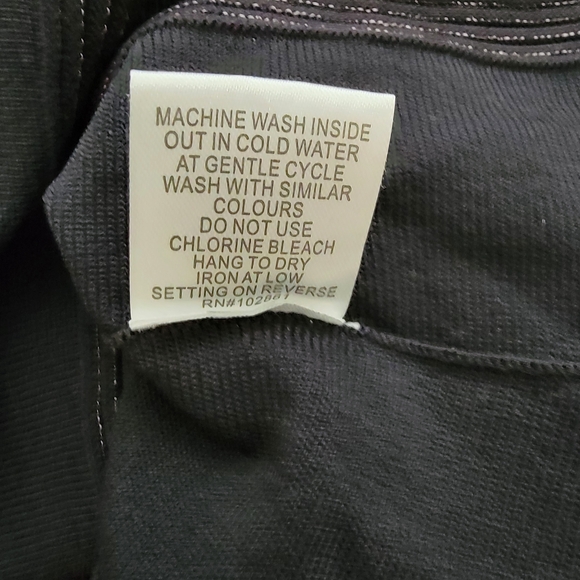 MACHINE WASH INSIDE
OUT IN COLD WATER
AT GENTLE CYCLE
WASH WITH SIMILAR
COLOURS
DO NOT USE
CHLORINE BLEACH
HANG TO DRY
IRON AT LOW
SETTING ON REVERSE